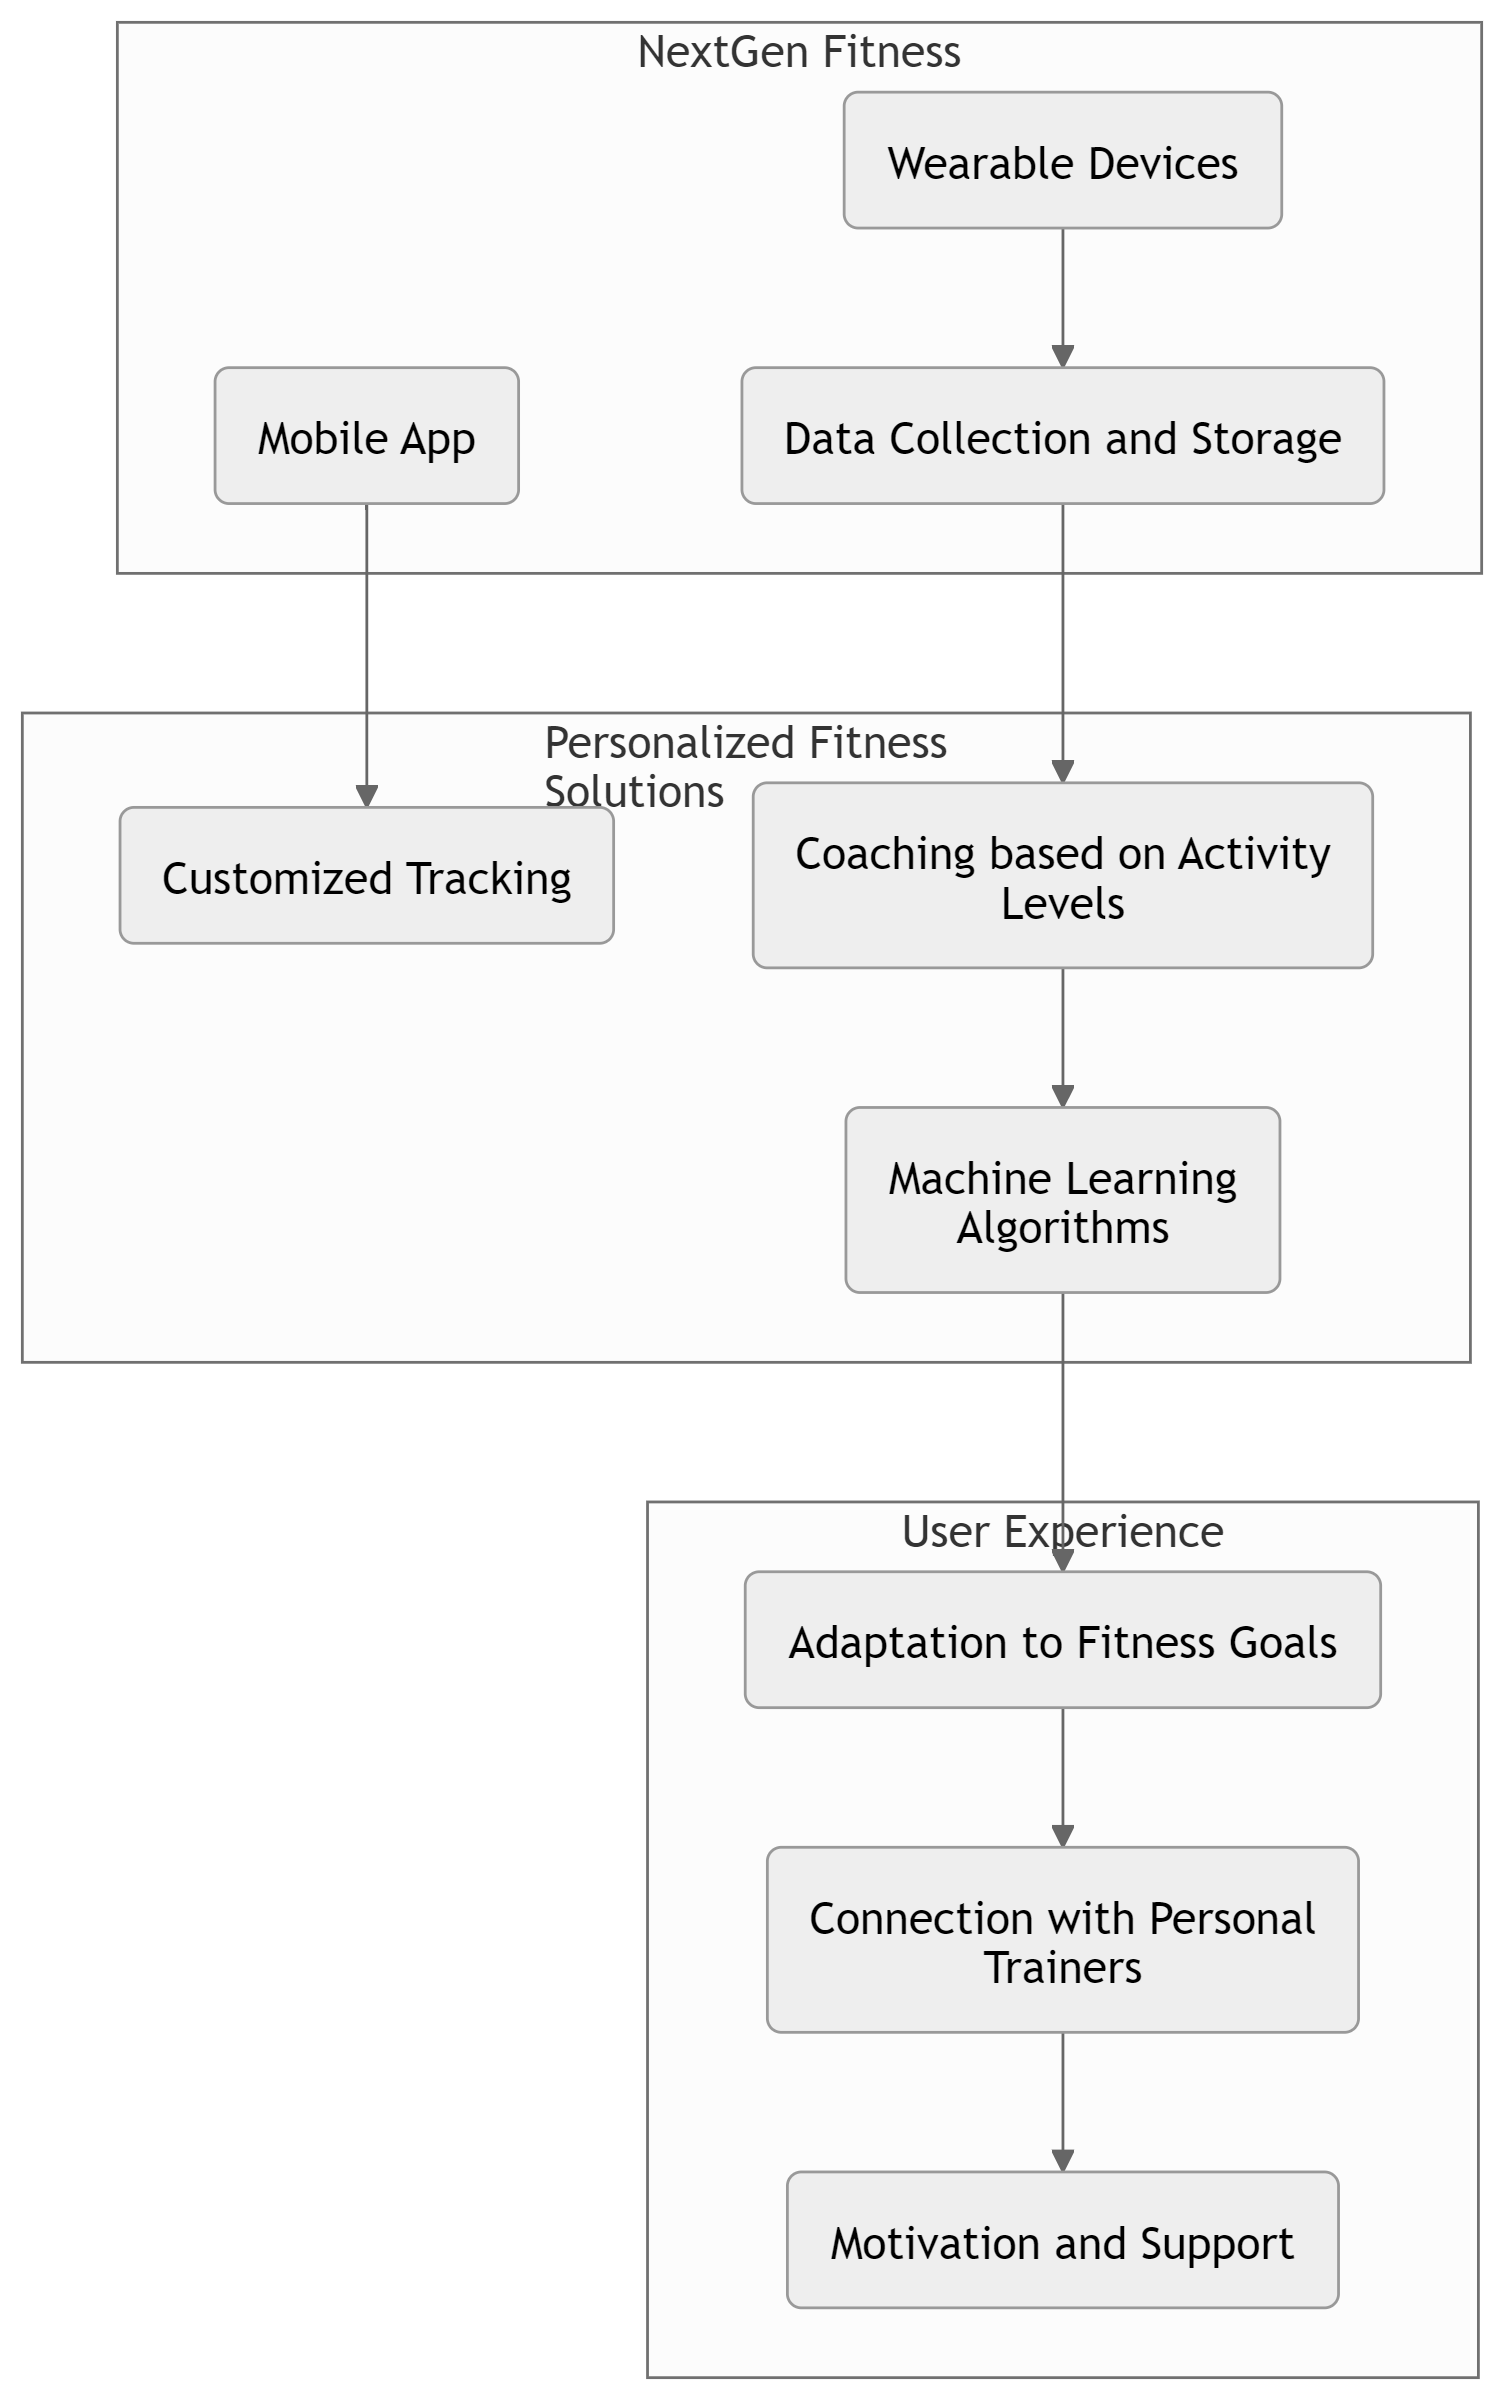 NextGen Fitness
Wearable Devices
Mobile App
Data Collection and Storage
Personalized Fitness
Solutions
Customized Tracking
Coaching based on Activity
Levels
Machine Learning
Algorithms
User Experience
Adaptation to Fitness Goals
Connection with Personal
Trainers
Motivation and Support